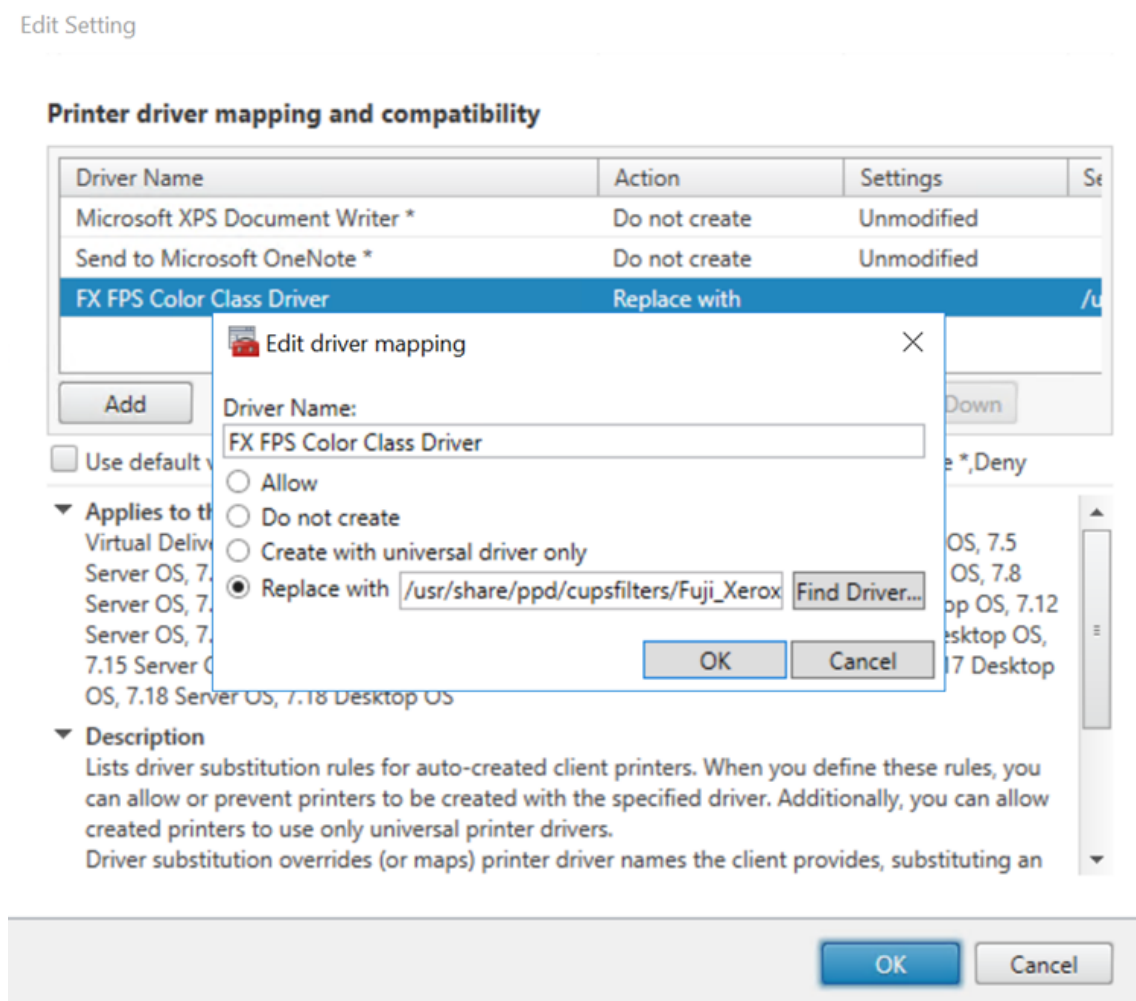 Edit Setting
Printer driver mapping and compatibility
Driver Name Action Settings
Microsoft XPS Document Writer * Do not create Unmodified
Send to Microsoft OneNote * Do not create Unmodified
FX FPS Color Class Driver Replace with /u
Edit driver mapping
Add Down
Driver Name:
FX FPS Color Class Driver
Use default *,Deny
Allow
Do not create
Create with universal driver only
Replace with /usr/share/ppd/cupsfilters/Fuji_Xerox Find Driver...
OK Cancel
Applies to
Virtual OS, 7.5
Server OS, 7. OS, 7.8
Server OS, 7. OS, 7.12
Server OS, 7. OS,
7.15 Server 17 Desktop
OS, 7.18 Server OS, 7.18 Desktop OS
Description
Lists driver substitution rules for auto-created client printers. When you define these rules, you
can allow or prevent printers to be created with the specified driver. Additionally, you can allow
created printers to use only universal printer drivers.
Driver substitution overrides (or maps) printer driver names the client provides, substituting an
OK Cancel